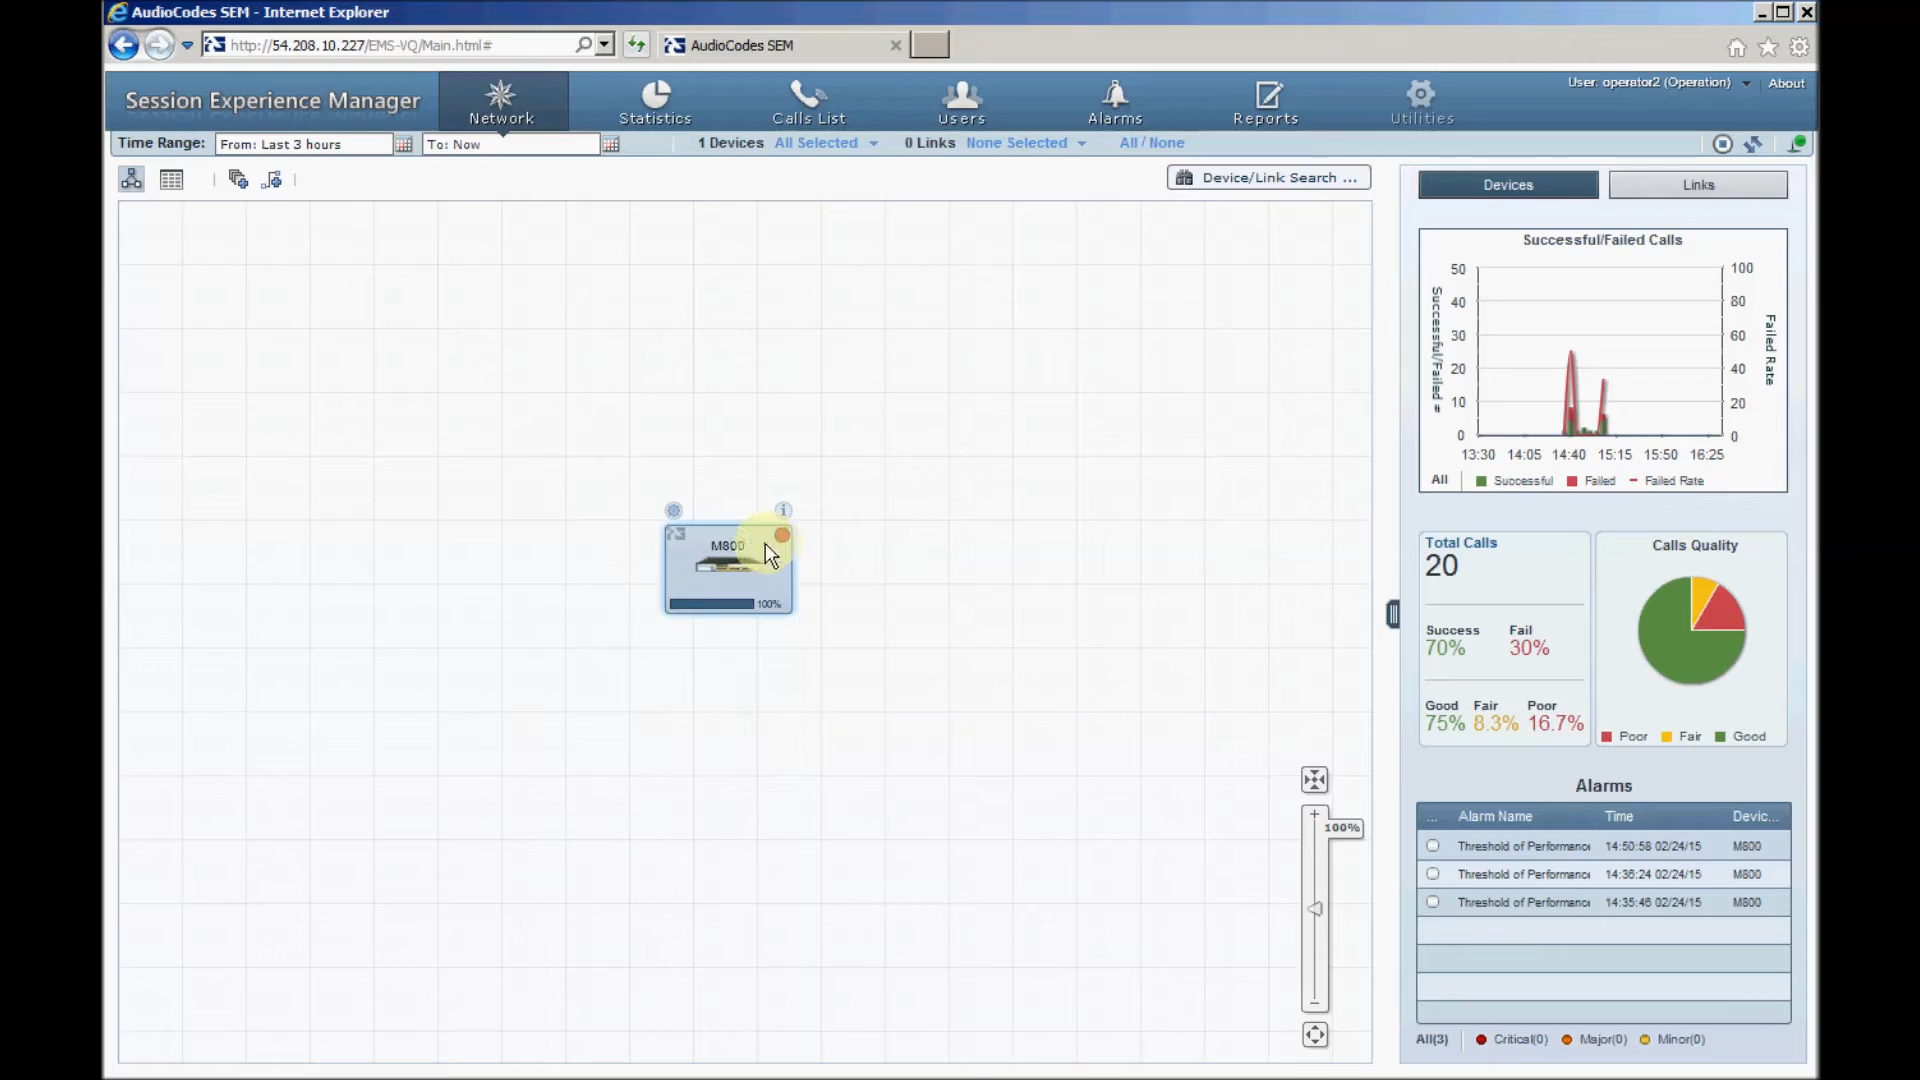 AudioCodes SEM - Internet Explorer
http://54.208.10.227/EMS-VQ/Main.html#
AudioCodes SEM
Session Experience Manager
Network
Statistics
Calls List
Users
Alarms
Reports
Utilities
User: operator2 (Operation)
About
Time Range:
From: Last 3 hours
To: Now
1 Devices All Selected
0 Links None Selected
All / None
Device/Link Search ...
M800
100%
100%
Devices
Links
Successful/Failed Calls
Successful/Failed #
50
40
30
20
10
0
100
80
60
40
20
0
Failed Rate
13:30 14:05 14:40 15:15 15:50 16:25
All Successful Failed Failed Rate
Total Calls
20
Success Fail
70% 30%
Good Fair Poor
75% 8.3% 16.7%
Calls Quality
Poor Fair Good
Alarms
... Alarm Name Time Devic...
Threshold of Performance 14:50:58 02/24/15 M800
Threshold of Performance 14:36:24 02/24/15 M800
Threshold of Performance 14:35:46 02/24/15 M800
All(3) Critical(0) Major(0) Minor(0)